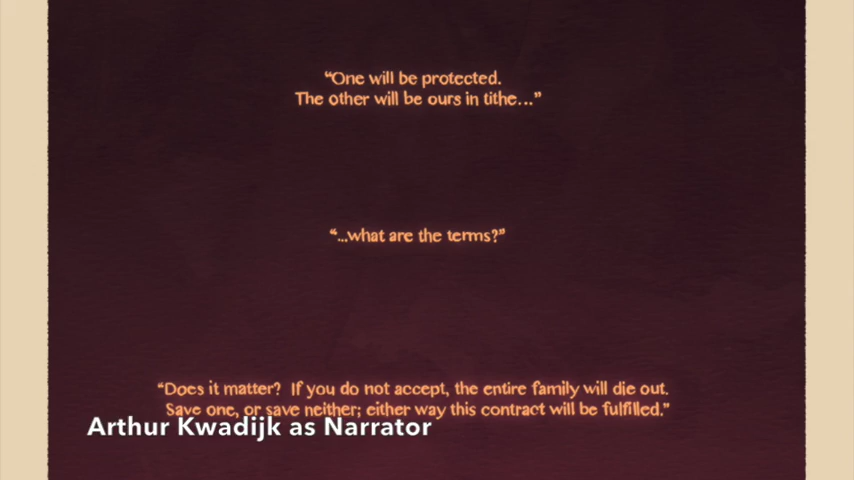 “One will be protected.
The other will be ours in tithe...”
“...what are the terms?”
“Does it matter?  If you do not accept, the entire family will die out.
Save one, or save neither; either way this contract will be fulfilled.”
Arthur Kwadijk as Narrator